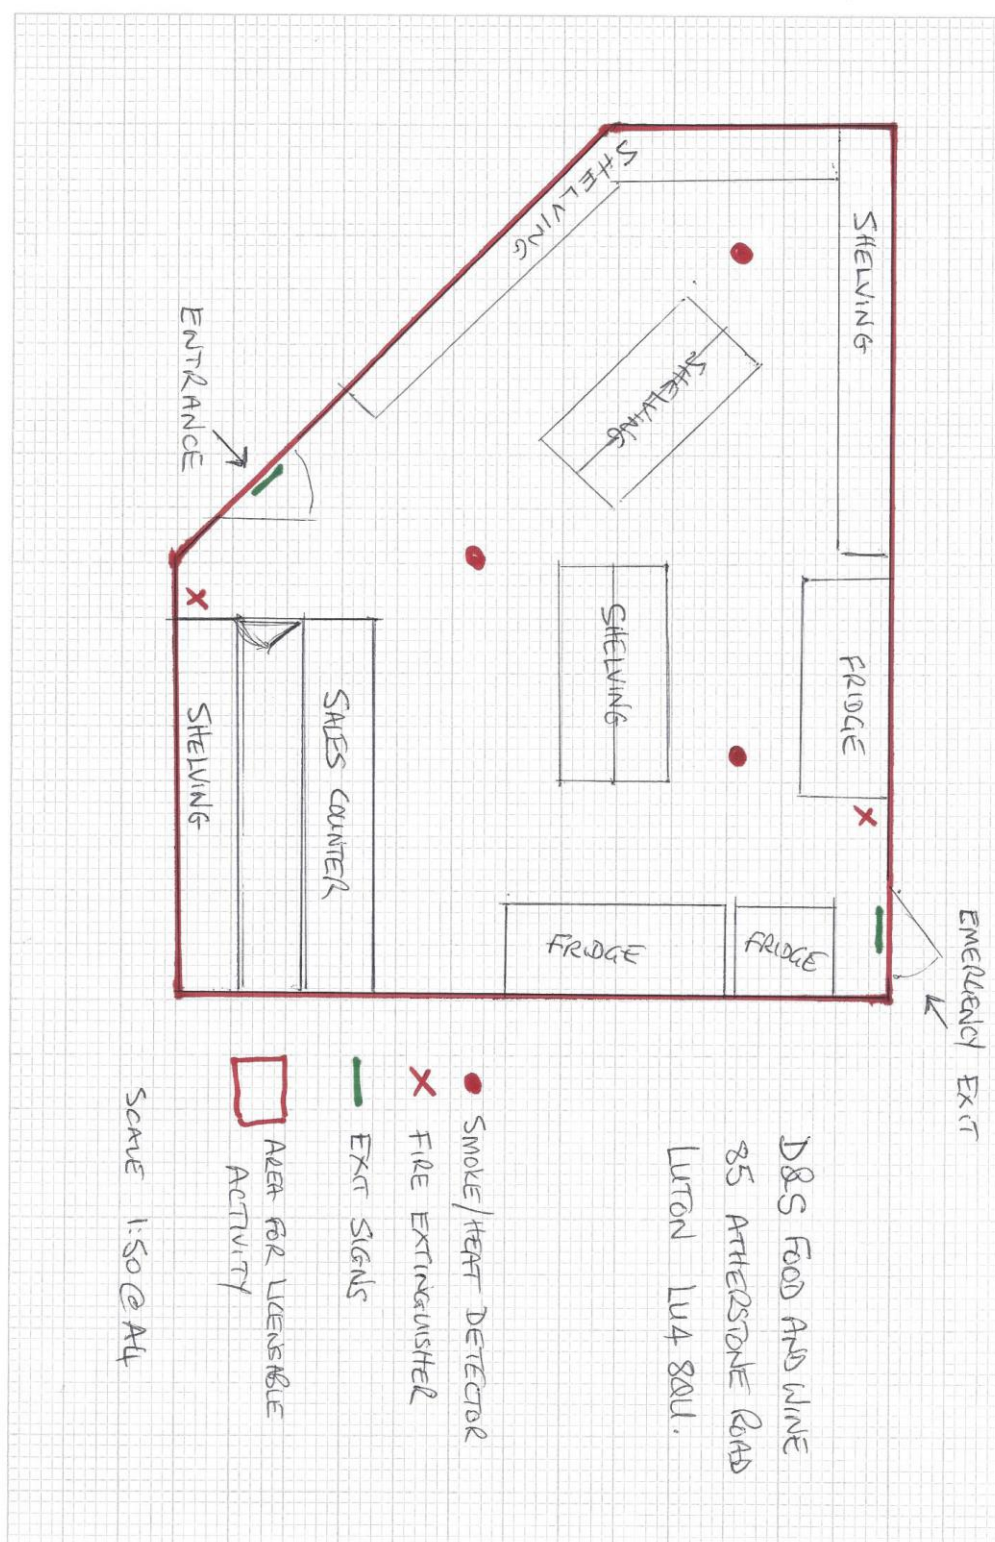 EMERGENCY EXIT
SHELVING
FRIDGE
SHELVING
SHELVING
SHELVING
FRIDGE
FRIDGE
SALES COUNTER
SHELVING
ENTRANCE
D&S FOOD AND WINE
85 ATHERSTONE ROAD
LUTON LU4 8QU.
SMOKE/HEAT DETECTOR
FIRE EXTINGUISHER
EXIT SIGNS
AREA FOR LICENSABLE
ACTIVITY
SCALE 1:50@A4